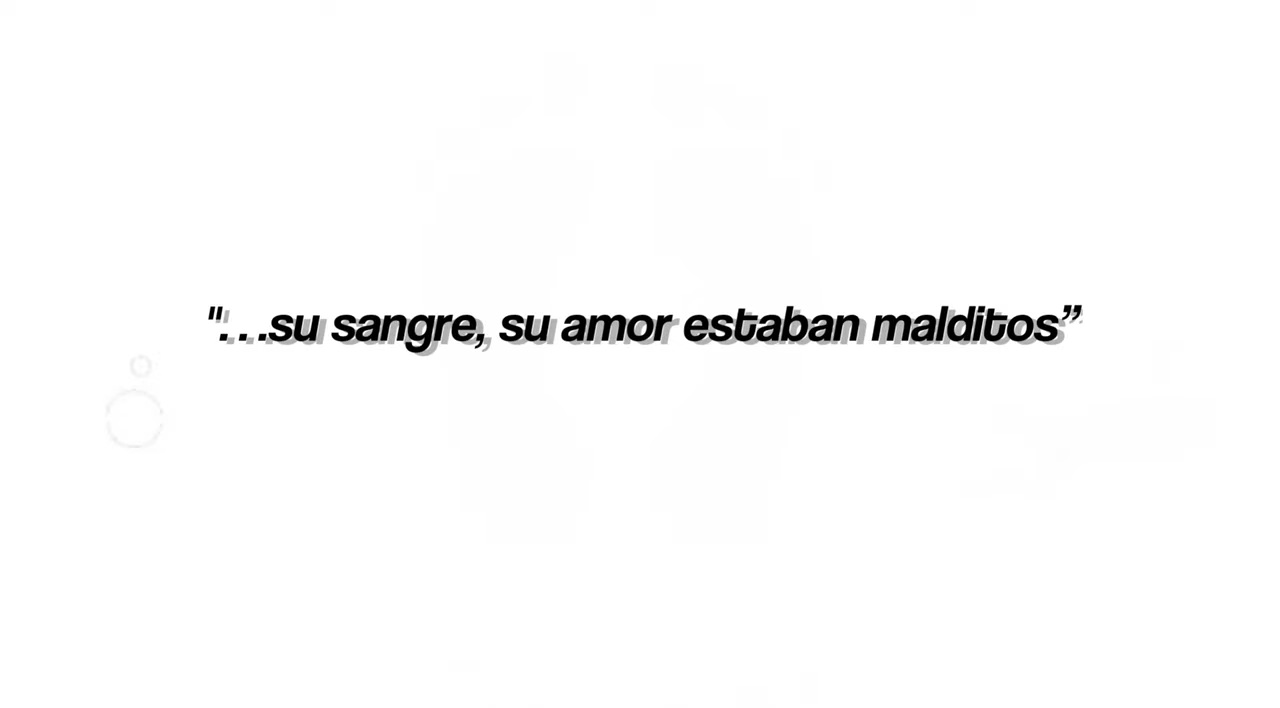 "...su sangre, su amor estaban malditos”